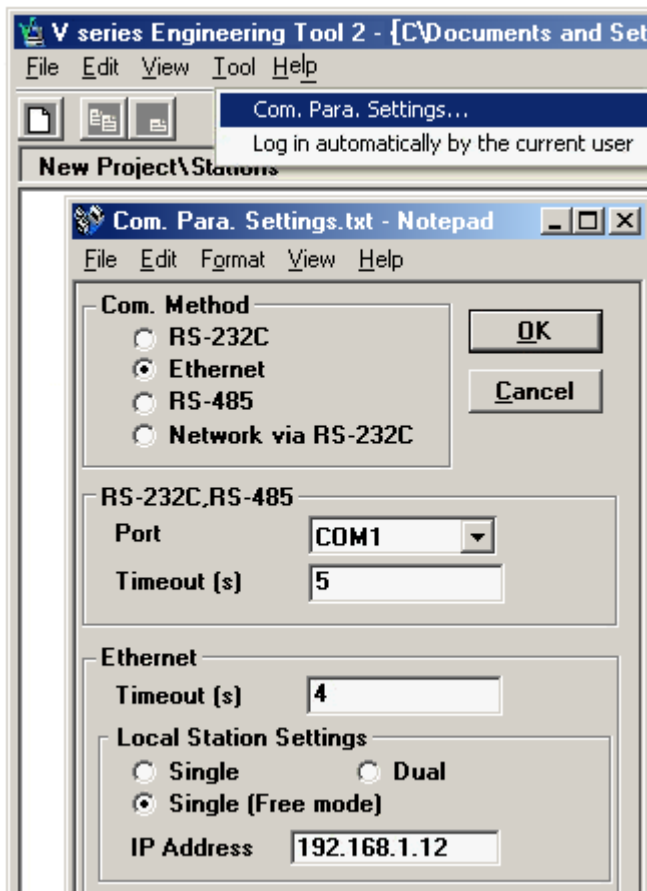 V series Engineering Tool 2 - [C\Documents and Set
File Edit View Tool Help
Com. Para. Settings...
Log in automatically by the current user
New Project\Stations
Com. Para. Settings.txt - Notepad
File Edit Format View Help
Com. Method
RS-232C
OK
Ethernet
RS-485
Cancel
Network via RS-232C
RS-232C,RS-485
Port COM1
Timeout (s) 5
Ethernet
Timeout (s) 4
Local Station Settings
Single Dual
Single (Free mode)
IP Address 192.168.1.12